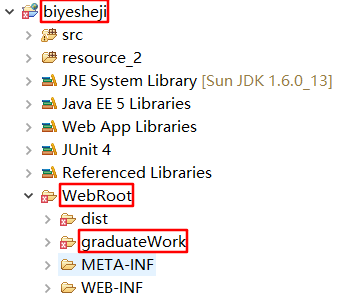 biyesheji
src
resource_2
JRE System Library [Sun JDK 1.6.0_13]
Java EE 5 Libraries
Web App Libraries
JUnit 4
Referenced Libraries
WebRoot
dist
graduateWork
META-INF
WEB-INF